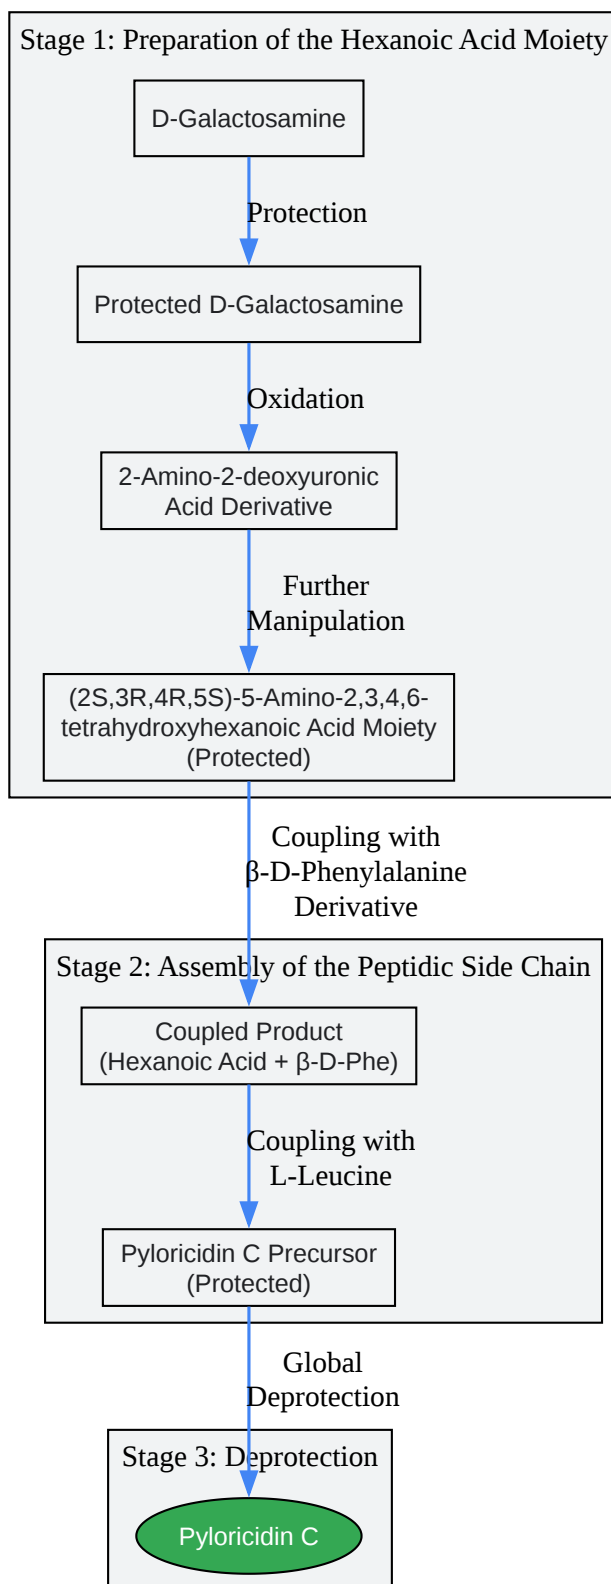 Stage 1: Preparation of the Hexanoic Acid Moiety
D-Galactosamine
Protection
Protected D-Galactosamine
Oxidation
2-Amino-2-deoxyuronic
Acid Derivative
Further
Manipulation
(2S,3R,4R,5S)-5-Amino-2,3,4,6-
tetrahydroxyhexanoic Acid Moiety
(Protected)
Coupling with
β-D-Phenylalanine
Derivative
Stage 2: Assembly of the Peptidic Side Chain
Coupled Product
(Hexanoic Acid + β-D-Phe)
Coupling with
L-Leucine
Pyloricidin C Precursor
(Protected)
Global
Deprotection
Stage 3: Deprotection
Pyloricidin C